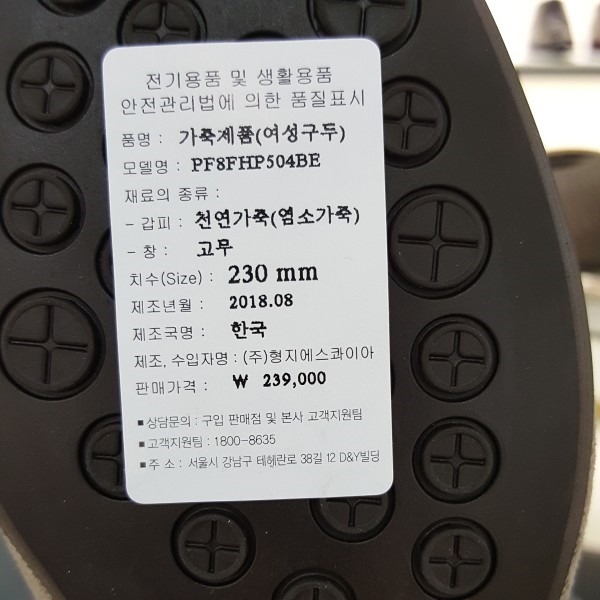 전기용품 및 생활용품
안전관리법에 의한 품질표시
품명 : 가죽제품(여성구두)
모델명 : PF8FHP504BE
재료의 종류 :
- 갑피 : 천연가죽(염소가죽)
- 창 : 고무
치수(Size) : 230 mm
제조년월 : 2018.08
제조국명 : 한국
제조, 수입자명 : (주)형지에스콰이아
판매가격 : ₩ 239,000
■ 상담문의 : 구입 판매점 및 본사 고객지원팀
■ 고객지원팀 : 1800-8635
■ 주 소 : 서울시 강남구 테헤란로 38길 12 D&Y빌딩